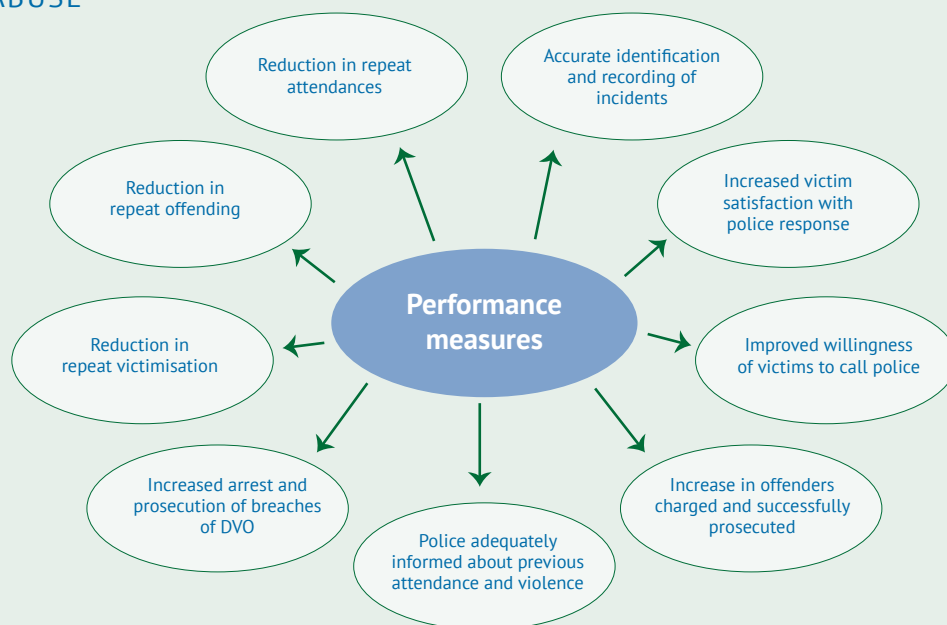 ABUSE
Reduction in repeat
attendances
Accurate identification
and recording of
incidents
Reduction in
repeat offending
Increased victim
satisfaction with
police response
Performance
measures
Reduction in
repeat victimisation
Improved willingness
of victims to call police
Increased arrest and
prosecution of breaches
of DVO
Increase in offenders
charged and successfully
prosecuted
Police adequately
informed about previous
attendance and violence